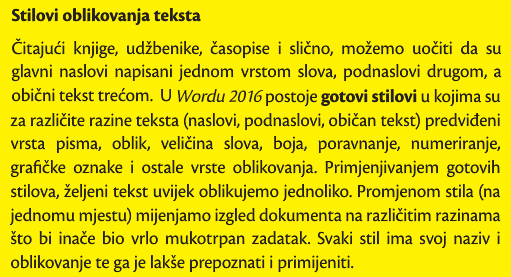 Stilovi oblikovanja teksta
Čitajući knjige, udžbenike, časopise i slično, možemo uočiti da su
glavni naslovi napisani jednom vrstom slova, podnaslovi drugom, a
obični tekst trećom. U Wordu 2016 postoje gotovi stilovi u kojima su
za različite razine teksta (naslovi, podnaslovi, običan tekst) predviđeni
vrsta pisma, oblik, veličina slova, boja, poravnanje, numeriranje,
grafičke oznake i ostale vrste oblikovanja. Primjenjivanjem gotovih
stilova, željeni tekst uvijek oblikujemo jednoliko. Promjenom stila (na
jednomu mjestu) mijenjamo izgled dokumenta na različitim razinama
što bi inače bio vrlo mukotrpan zadatak. Svaki stil ima svoj naziv i
oblikovanje te ga je lakše prepoznati i primijeniti.